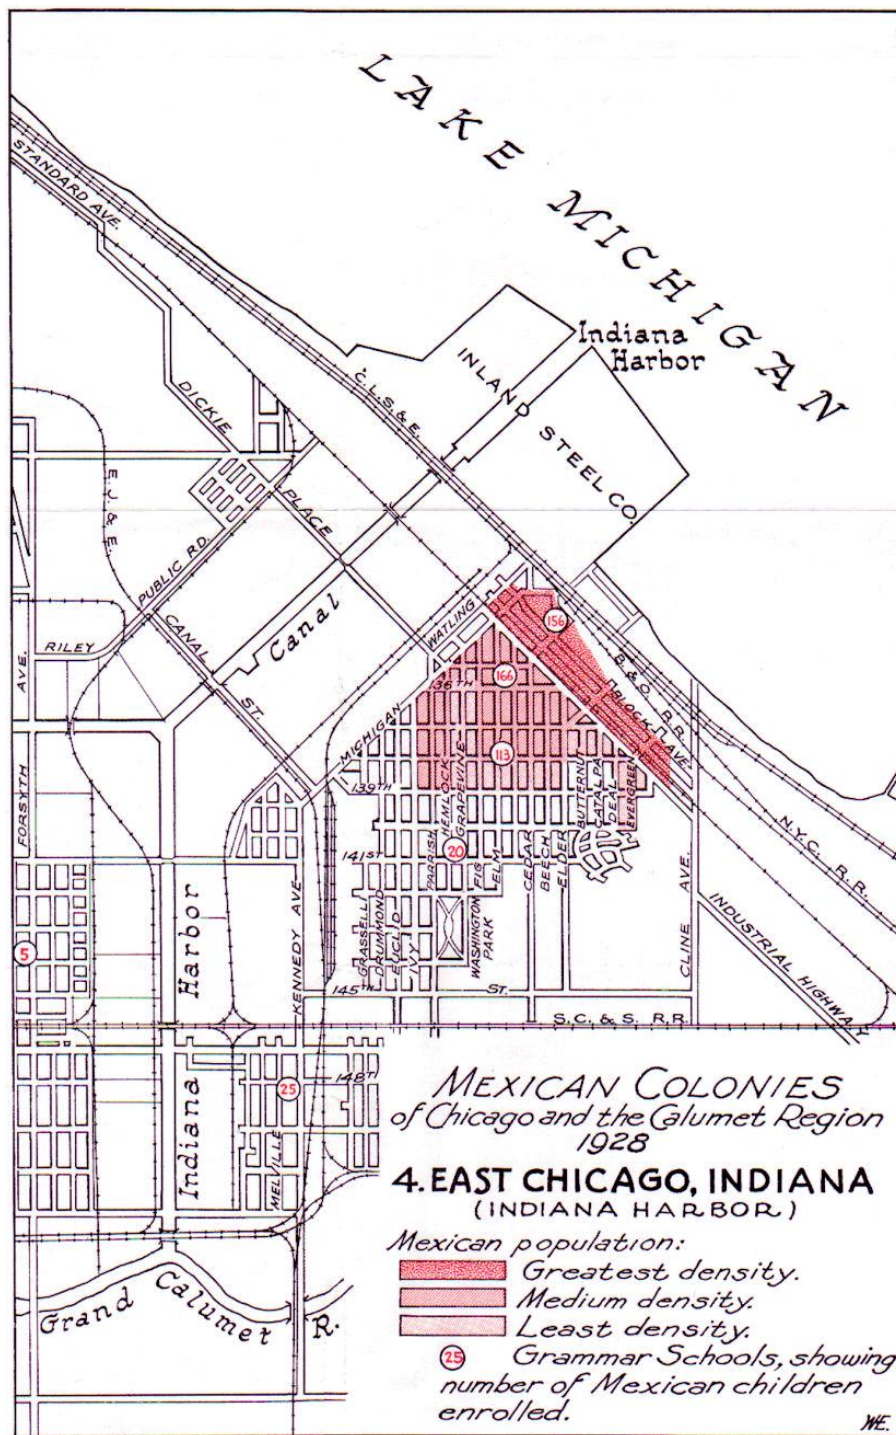 LAKE MICHIGAN
STANDARD AVE.
Indiana
Harbor
INLAND STEEL CO.
C.L.S.& E.
DICKIE
PLACE
E.J.& E.
PUBLIC RD.
CANAL
ST.
Canal
RILEY
AVE.
FORSYTH
WATLING
156
166
136TH
MICHIGAN
B.& O. R.R.
BLOCK AVE.
113
139TH
HEMLOCK
GRAPEVINE
BUTTERNUT
CATALPA
DEAL
EVERGREEN
N.Y.C. R.R.
20
141ST
PARRISH
FIG
ELM
CEDAR
BEECH
ELDER
5
Harbor
KENNEDY AVE
GRASSELLI
DRUMMOND
EUCLID
IVY
WASHINGTON
PARK
CLINE AVE.
INDUSTRIAL HIGHWAY
145TH
ST.
S.C. & S. R.R.
Indiana
25
148TH
MELVILLE
Grand Calumet R.
MEXICAN COLONIES
of Chicago and the Calumet Region
1928
4. EAST CHICAGO, INDIANA
(INDIANA HARBOR)
Mexican population:
Greatest density.
Medium density.
Least density.
25 Grammar Schools, showing
number of Mexican children
enrolled.
WE.